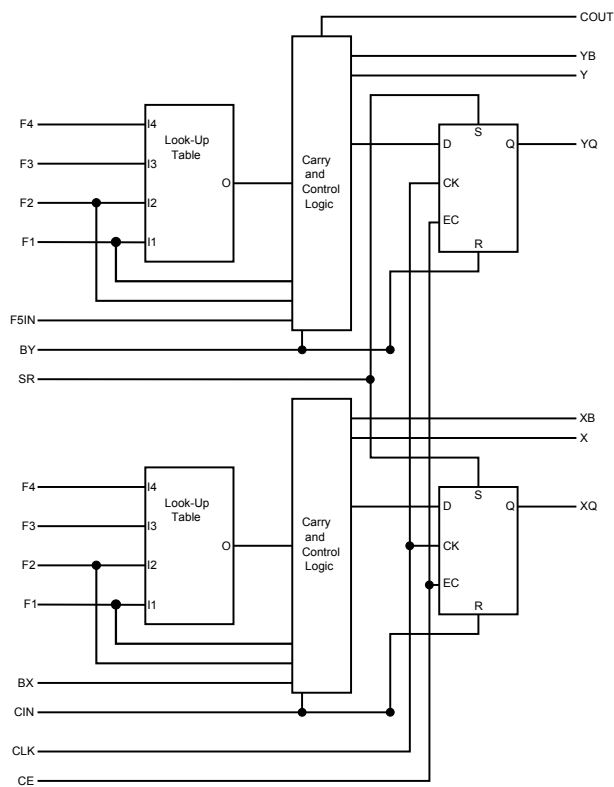 COUT
YB
Y
F4
I4
Look-Up
Table
S
D
Q
YQ
F3
I3
Carry
and
Control
Logic
O
CK
F2
I2
EC
F1
I1
R
F5IN
BY
SR
XB
X
F4
I4
Look-Up
Table
S
D
Q
XQ
F3
I3
Carry
and
Control
Logic
O
CK
F2
I2
EC
F1
I1
R
BX
CIN
CLK
CE